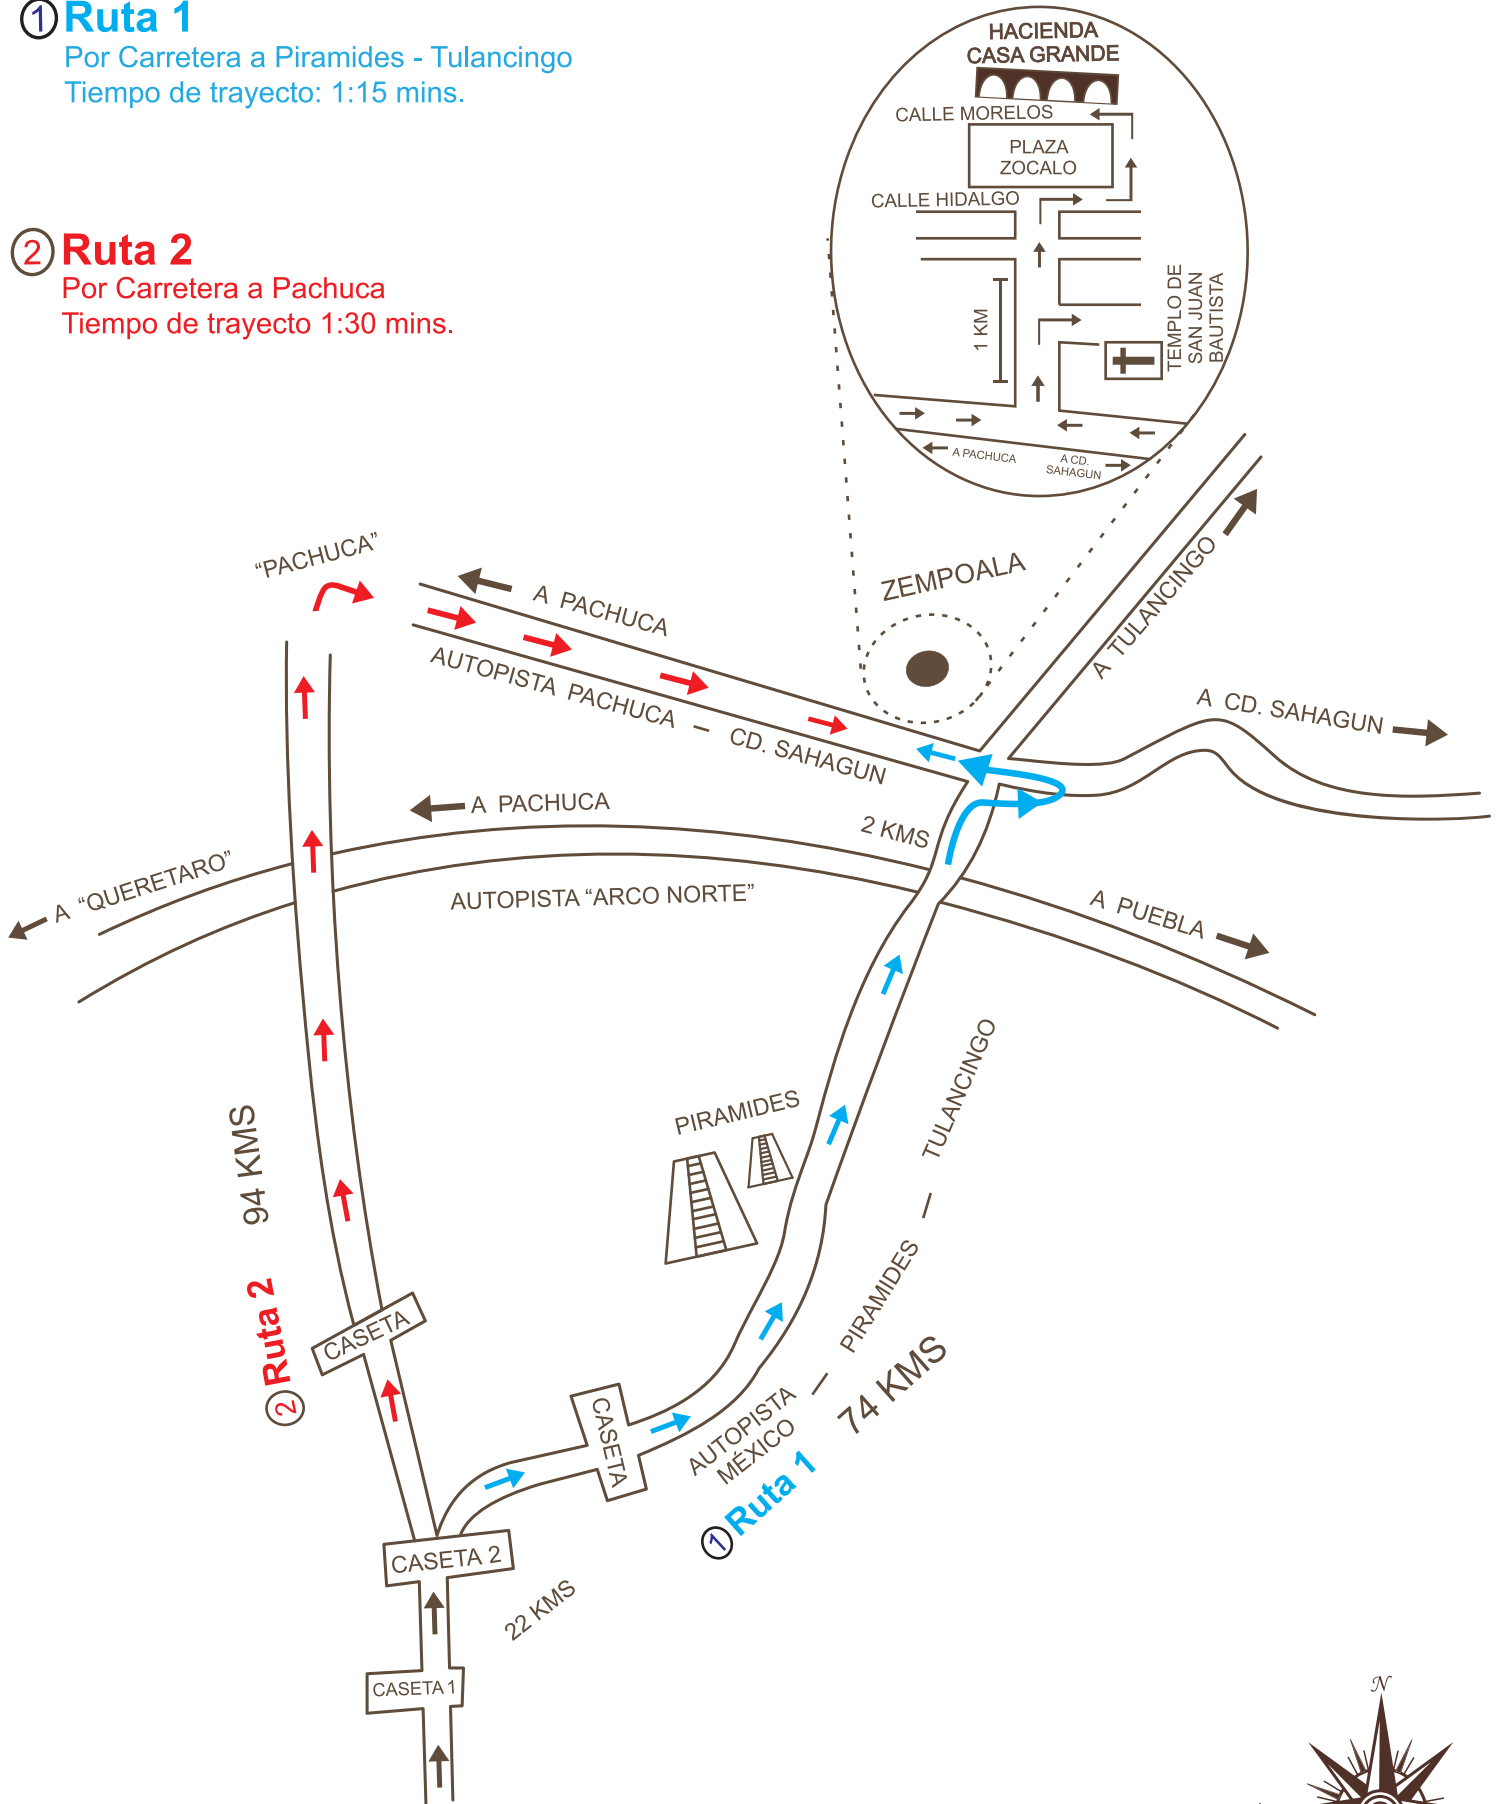 1 Ruta 1
Por Carretera a Piramides - Tulancingo
Tiempo de trayecto: 1:15 mins.
2 Ruta 2
Por Carretera a Pachuca
Tiempo de trayecto 1:30 mins.
HACIENDA
CASA GRANDE
CALLE MORELOS
PLAZA
ZOCALO
CALLE HIDALGO
1 KM
TEMPLO DE
SAN JUAN
BAUTISTA
A PACHUCA
A CD.
SAHAGUN
"PACHUCA"
A PACHUCA
AUTOPISTA PACHUCA – CD. SAHAGUN
ZEMPOALA
A TULANCINGO
A CD. SAHAGUN
A PACHUCA
2 KMS
A "QUERETARO"
AUTOPISTA "ARCO NORTE"
A PUEBLA
PIRAMIDES
94 KMS
2 Ruta 2
CASETA
CASETA
AUTOPISTA
MÉXICO – PIRAMIDES – TULANCINGO
74 KMS
1 Ruta 1
CASETA 2
22 KMS
CASETA 1
N